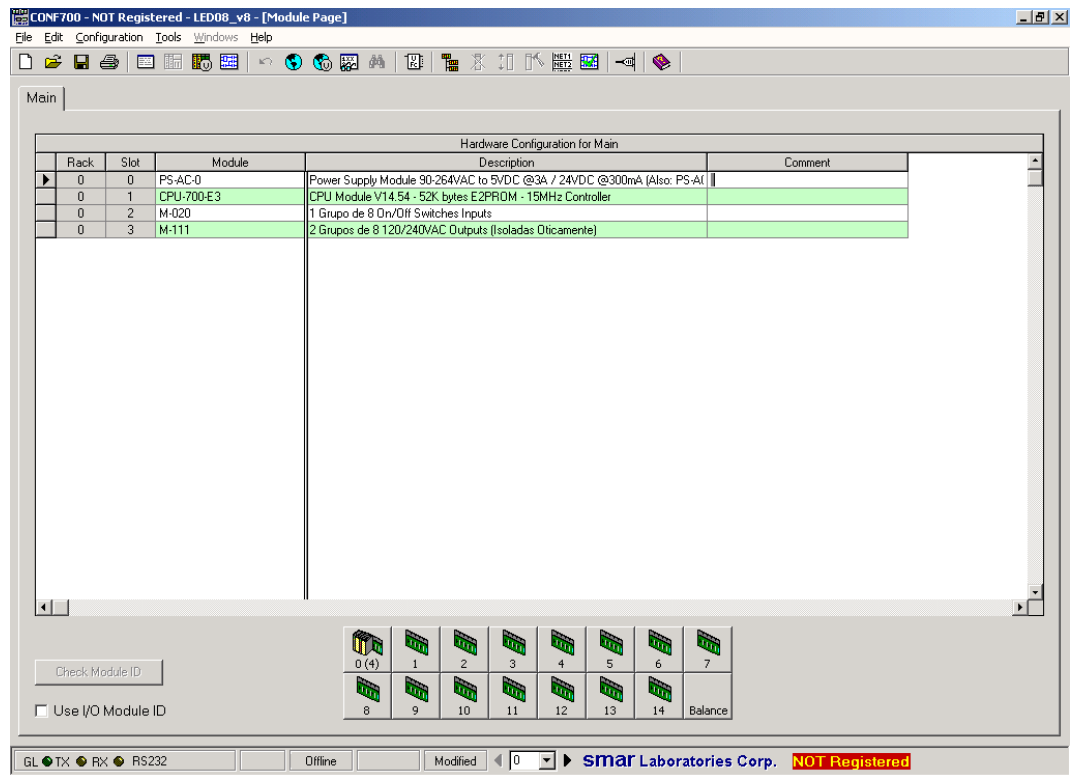 CONF700 - NOT Registered - LED08_v8 - [Module Page]
File Edit Configuration Tools Windows Help
Main
Hardware Configuration for Main
Rack Slot Module Description Comment
0 0 PS-AC-0 Power Supply Module 90-264VAC to 5VDC @3A / 24VDC @300mA (Also: PS-A(
0 1 CPU-700-E3 CPU Module V14.54 - 52K bytes E2PROM - 15MHz Controller
0 2 M-020 1 Grupo de 8 On/Off Switches Inputs
0 3 M-111 2 Grupos de 8 120/240VAC Outputs (Isoladas Oticamente)
0 (4) 1 2 3 4 5 6 7
Check Module ID
8 9 10 11 12 13 14 Balance
Use I/O Module ID
GL TX RX RS232 Offline Modified 0 smar Laboratories Corp. NOT Registered